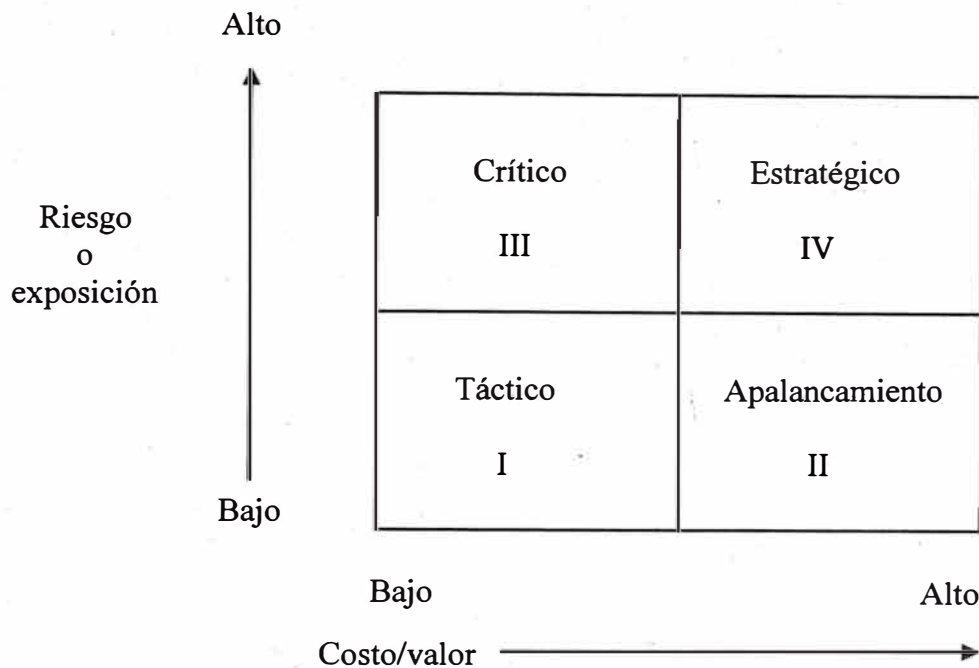 Alto
Riesgo
o
exposición
Bajo
Crítico
III
Estratégico
IV
Táctico
I
Apalancamiento
II
Bajo
Alto
Costo/valor